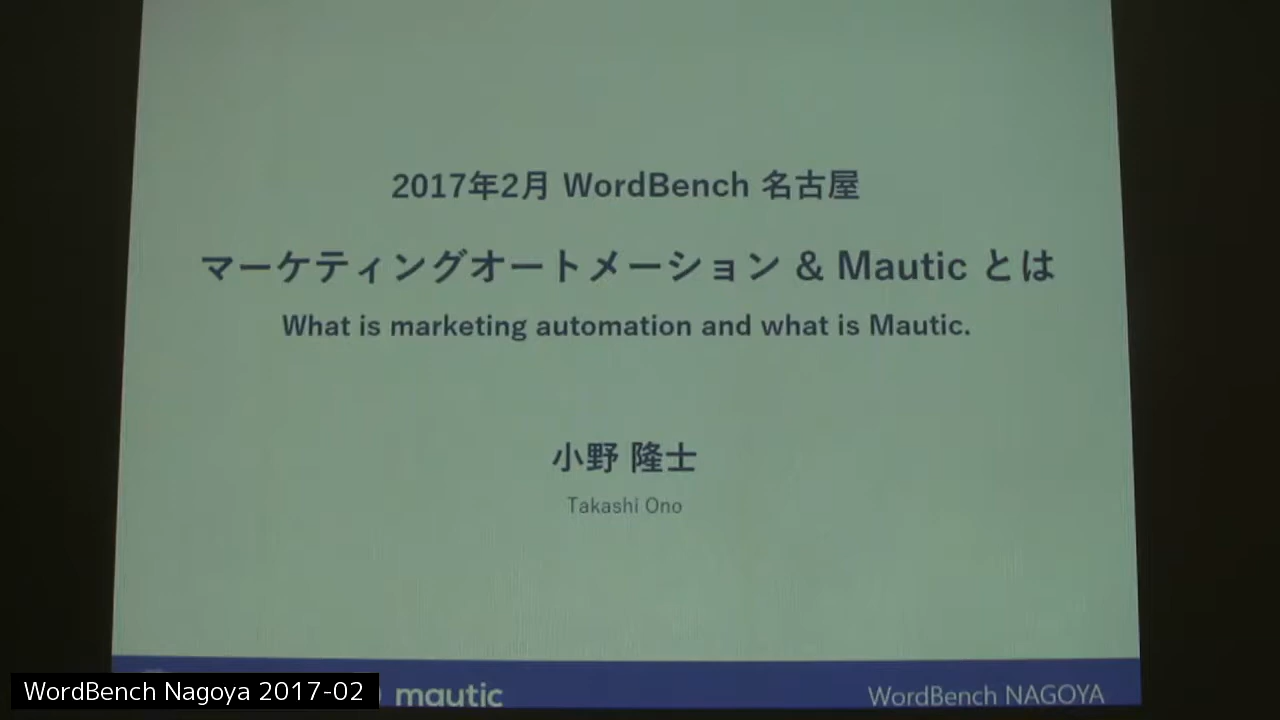 2017年2月 WordBench 名古屋
マーケティングオートメーション & Mautic とは
What is marketing automation and what is Mautic.
小野 隆士
Takashi Ono
WordBench Nagoya 2017-02
mautic
WordBench NAGOYA